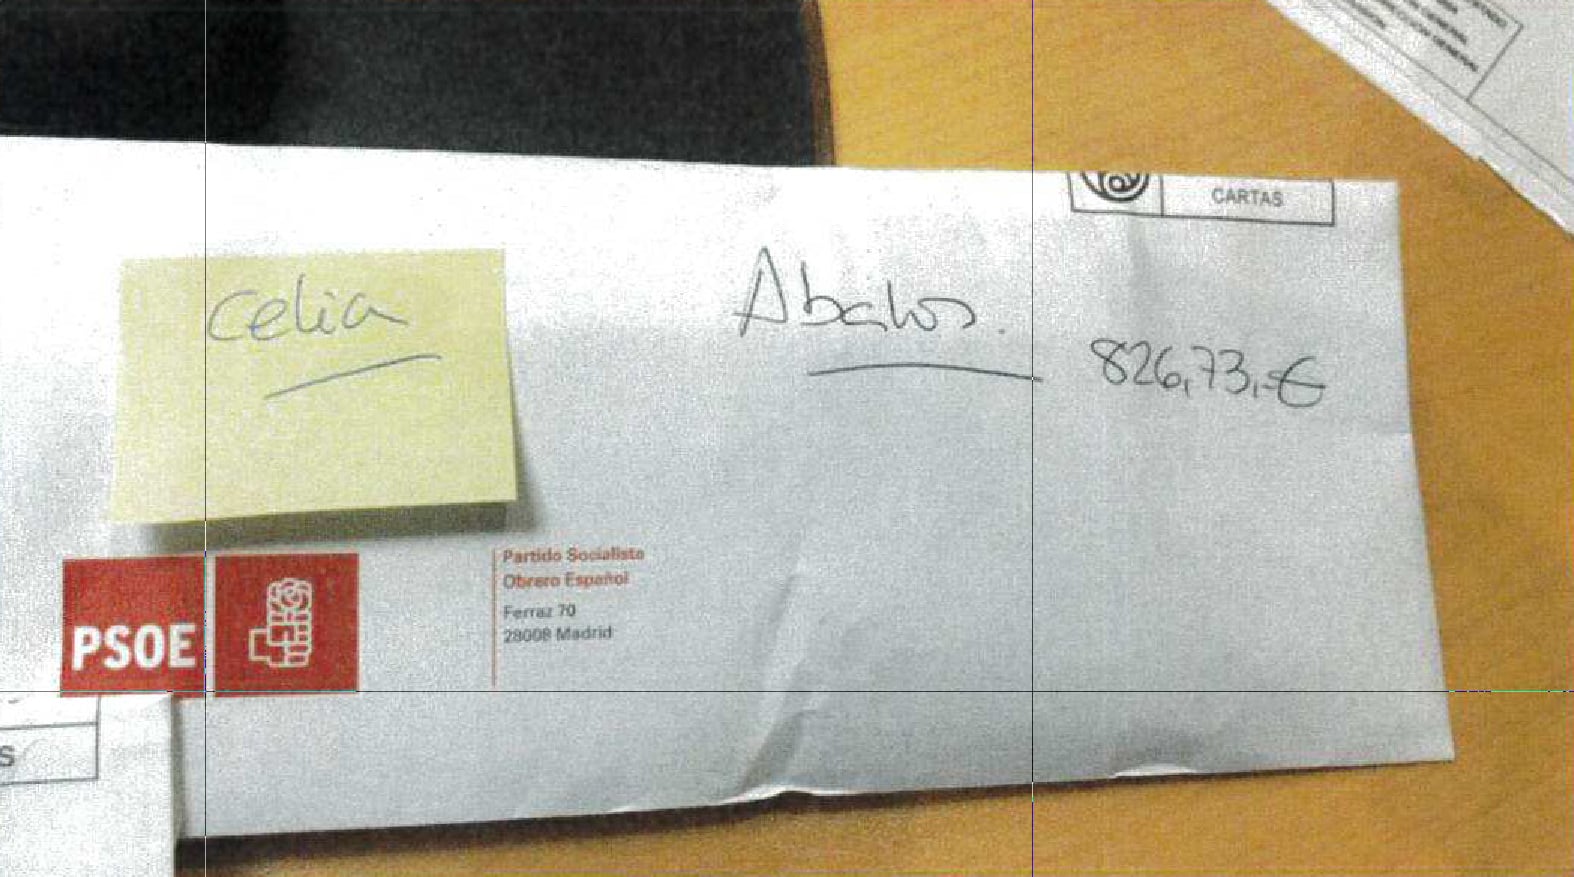 CARTAS
Celia
Abalos.
826,73.-€
PSOE
Partido Socialista
Obrero Español
Ferraz 70
28008 Madrid
S